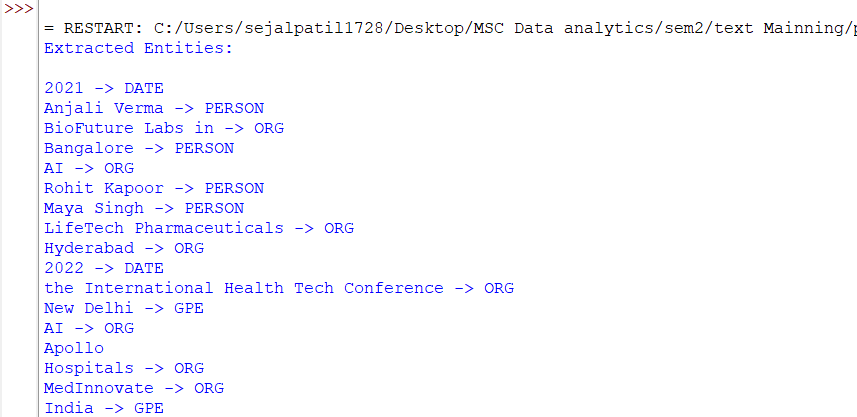 >>>
= RESTART: C:/Users/sejalpatil1728/Desktop/MSC Data analytics/sem2/text Mainning/p
Extracted Entities:
2021 -> DATE
Anjali Verma -> PERSON
BioFuture Labs in -> ORG
Bangalore -> PERSON
AI -> ORG
Rohit Kapoor -> PERSON
Maya Singh -> PERSON
LifeTech Pharmaceuticals -> ORG
Hyderabad -> ORG
2022 -> DATE
the International Health Tech Conference -> ORG
New Delhi -> GPE
AI -> ORG
Apollo
Hospitals -> ORG
MedInnovate -> ORG
India -> GPE